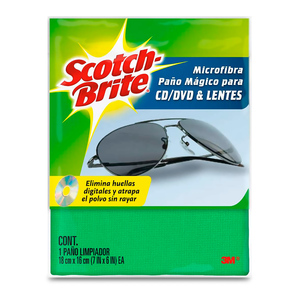 Scotch-Brite
Microfibra
Paño Mágico para
CD/DVD & LENTES
Elimina huellas
digitales y atrapa
el polvo sin rayar
CONT.
1 PAÑO LIMPIADOR
18 cm x 16 cm (7 IN x 6 IN) EA
3M